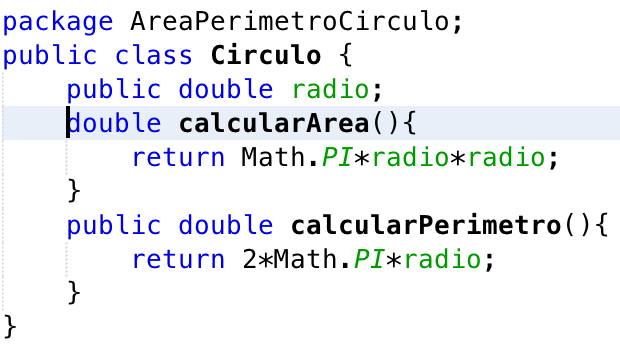 package AreaPerimetroCirculo;
public class Circulo {
    public double radio;
    double calcularArea(){
        return Math.PI*radio*radio;
    }
    public double calcularPerimetro(){
        return 2*Math.PI*radio;
    }
}